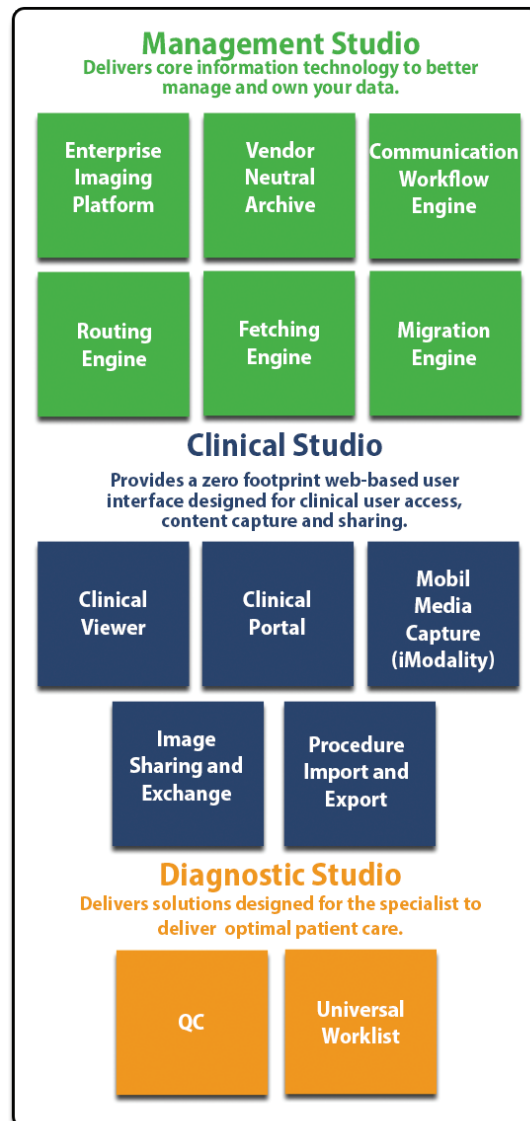 Management Studio
Delivers core information technology to better
manage and own your data.
Enterprise
Imaging
Platform
Vendor
Neutral
Archive
Communication
Workflow
Engine
Routing
Engine
Fetching
Engine
Migration
Engine
Clinical Studio
Provides a zero footprint web-based user
interface designed for clinical user access,
content capture and sharing.
Clinical
Viewer
Clinical
Portal
Mobil
Media
Capture
(iModality)
Image
Sharing and
Exchange
Procedure
Import and
Export
Diagnostic Studio
Delivers solutions designed for the specialist to
deliver optimal patient care.
QC
Universal
Worklist